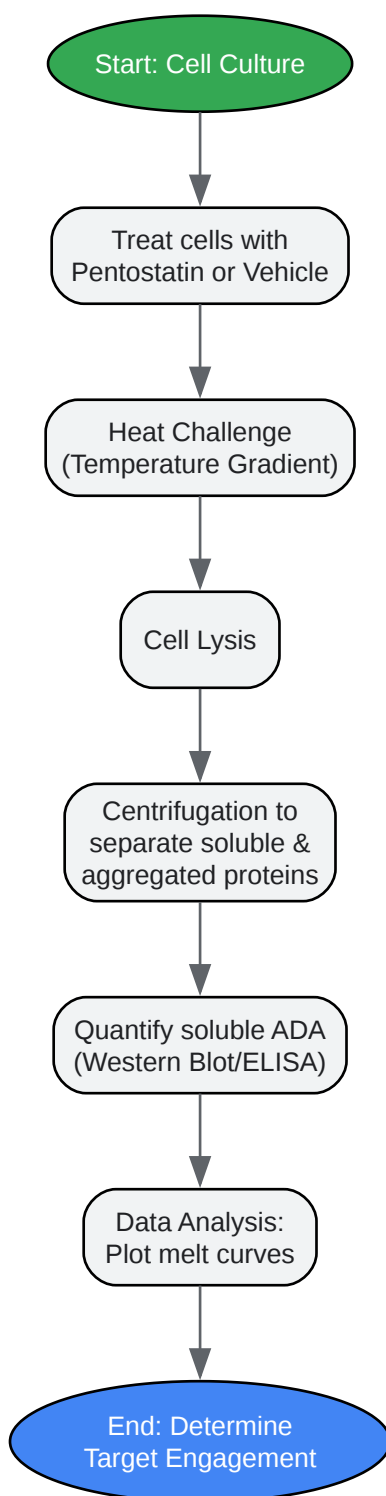 Start: Cell Culture
Treat cells with
Pentostatin or Vehicle
Heat Challenge
(Temperature Gradient)
Cell Lysis
Centrifugation to
separate soluble &
aggregated proteins
Quantify soluble ADA
(Western Blot/ELISA)
Data Analysis:
Plot melt curves
End: Determine
Target Engagement